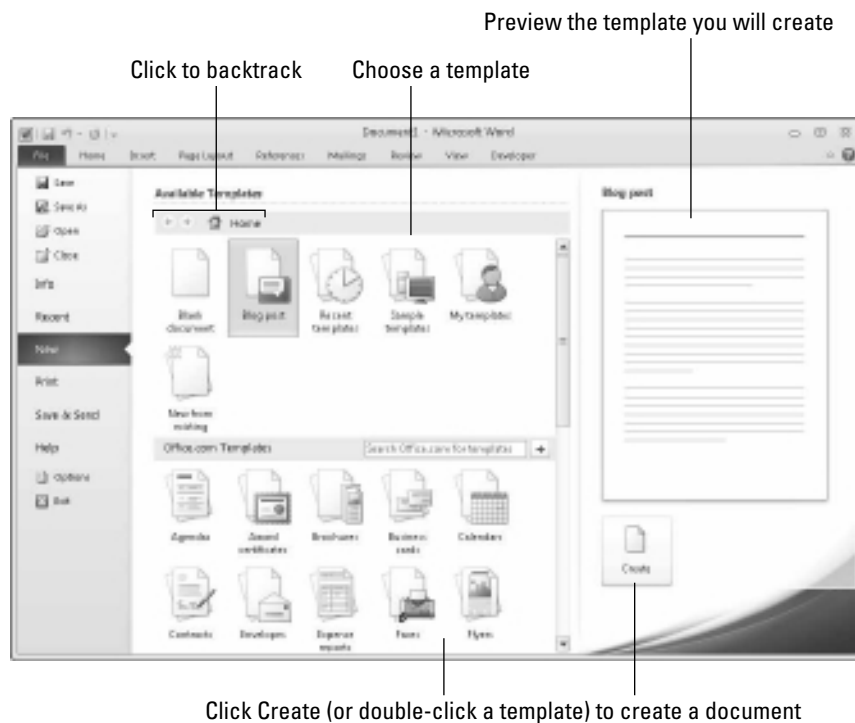 Preview the template you will create
Click to backtrack
Choose a template
Document1 - Microsoft Word
File Home Insert Page Layout References Mailings Review View Developer
Save
Save As
Open
Close
Info
Recent
New
Print
Save & Send
Help
Options
Exit
Available Templates
Home
Blank
document
Blog post
Recent
templates
Sample
templates
My templates
New from
existing
Office.com Templates
Search Office.com for templates
Agendas
Award
certificates
Brochures
Business
cards
Calendars
Contracts
Envelopes
Expense
reports
Faxes
Flyers
Blog post
Create
Click Create (or double-click a template) to create a document